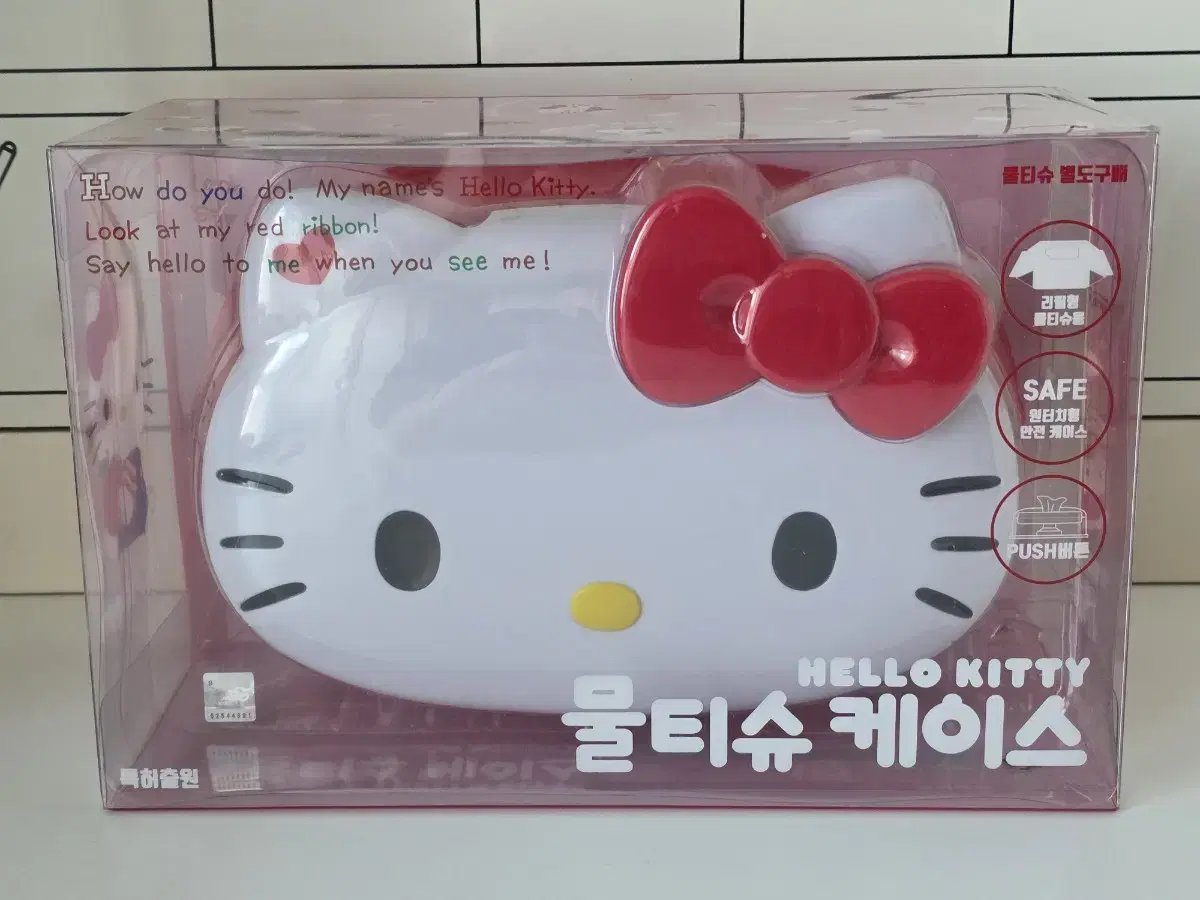 How do you do! My name's Hello Kitty.
Look at my red ribbon!
Say hello to me when you see me!
물티슈 별도구매
리필형
물티슈용
SAFE
원터치형
안전 케이스
PUSH버튼
HELLO KITTY
물티슈 케이스
특허출원